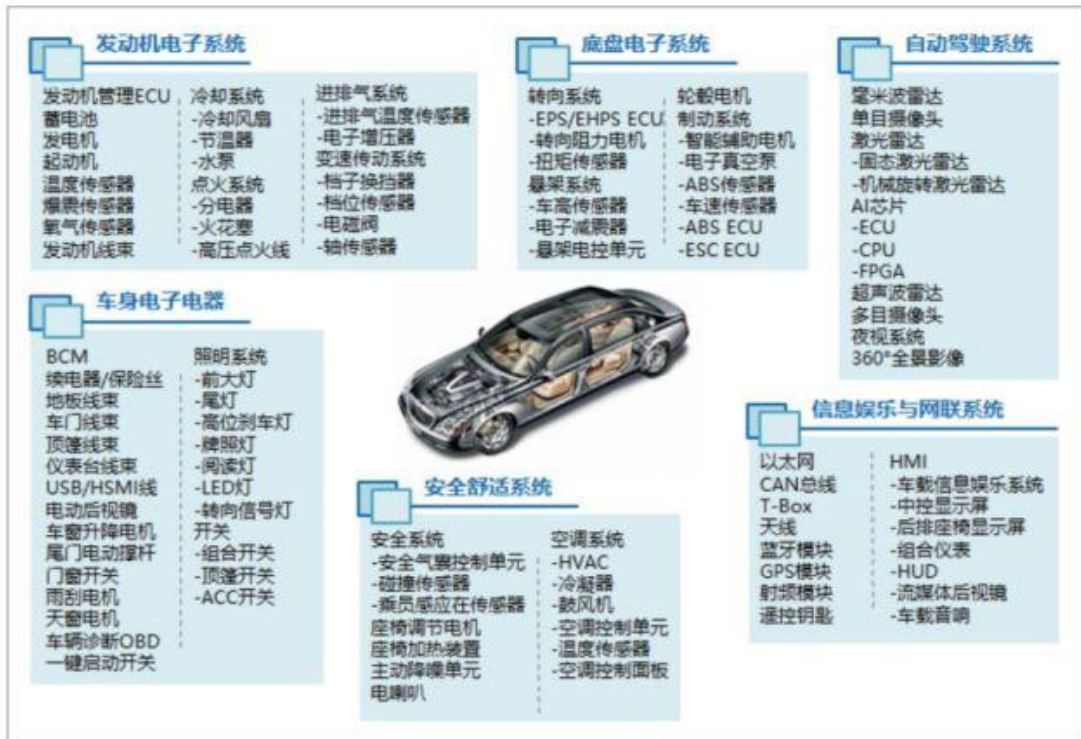 发动机电子系统
发动机管理ECU
蓄电池
发电机
起动机
温度传感器
爆震传感器
氧气传感器
发动机线束
冷却系统
-冷却风扇
-节温器
-水泵
点火系统
-分电器
-火花塞
-高压点火线
进排气系统
-进排气温度传感器
-电子增压器
变速传动系统
-档子换挡器
-档位传感器
-电磁阀
-轴传感器
底盘电子系统
转向系统
-EPS/EHPS ECU
-转向阻力电机
-扭矩传感器
悬架系统
-车高传感器
-电子减震器
-悬架电控单元
轮毂电机
制动系统
-智能辅助电机
-电子真空泵
-ABS传感器
-车速传感器
-ABS ECU
-ESC ECU
自动驾驶系统
毫米波雷达
单目摄像头
激光雷达
-固态激光雷达
-机械旋转激光雷达
AI芯片
-ECU
-CPU
-FPGA
超声波雷达
多目摄像头
夜视系统
360°全景影像
车身电子电器
BCM
续电器/保险丝
地板线束
车门线束
顶篷线束
仪表台线束
USB/HSMI线
电动后视镜
车窗升降电机
尾门电动撑杆
门窗开关
雨刮电机
天窗电机
车辆诊断OBD
一键启动开关
照明系统
-前大灯
-尾灯
-高位刹车灯
-牌照灯
-阅读灯
-LED灯
-转向信号灯
开关
-组合开关
-顶篷开关
-ACC开关
安全舒适系统
安全系统
-安全气囊控制单元
-碰撞传感器
-乘员感应在传感器
座椅调节电机
座椅加热装置
主动降噪单元
电喇叭
空调系统
-HVAC
-冷凝器
-鼓风机
-空调控制单元
-温度传感器
-空调控制面板
信息娱乐与网联系统
以太网
CAN总线
T-Box
天线
蓝牙模块
GPS模块
射频模块
遥控钥匙
HMI
-车载信息娱乐系统
-中控显示屏
-后排座椅显示屏
-组合仪表
-HUD
-流媒体后视镜
-车载音响